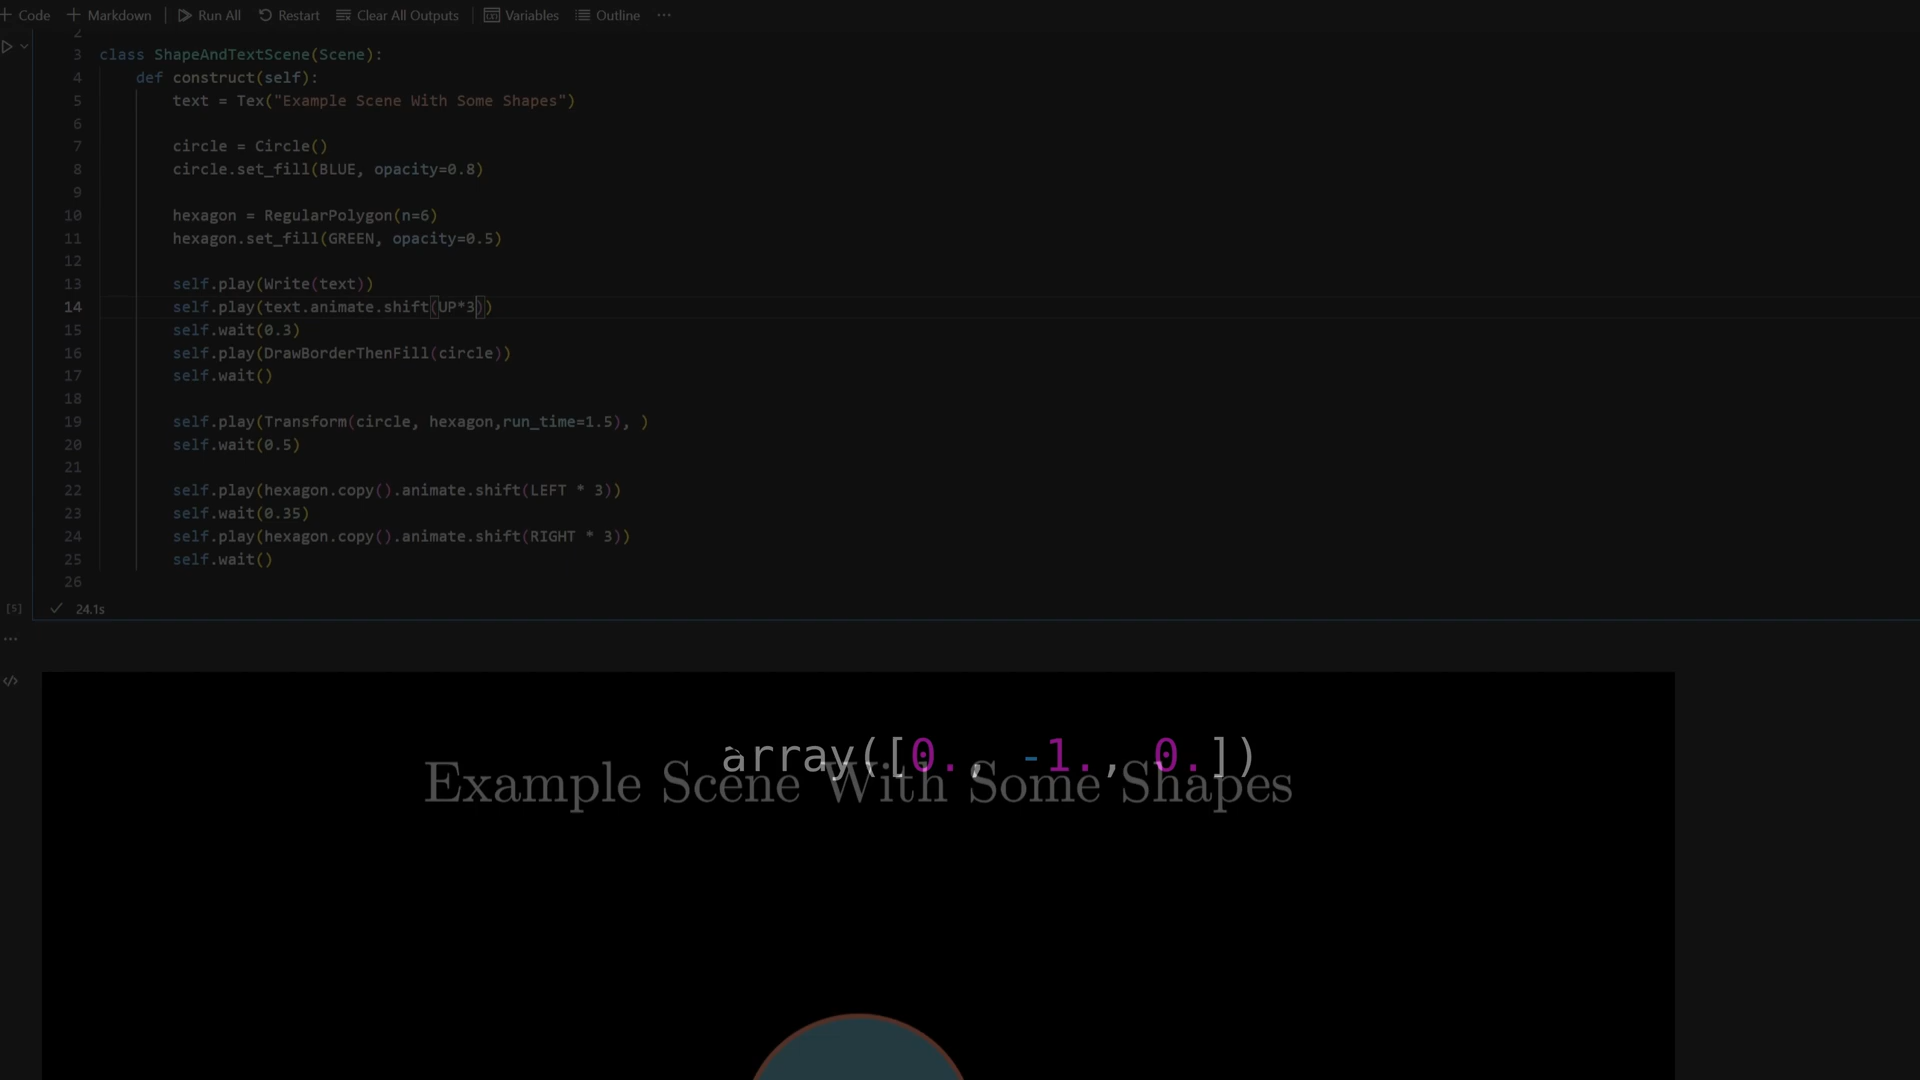 Code Markdown Run All Restart Clear All Outputs Variables Outline ...
2
3 class ShapeAndTextScene(Scene):
4 def construct(self):
5 text = Tex("Example Scene With Some Shapes")
6
7 circle = Circle()
8 circle.set_fill(BLUE, opacity=0.8)
9
10 hexagon = RegularPolygon(n=6)
11 hexagon.set_fill(GREEN, opacity=0.5)
12
13 self.play(Write(text))
14 self.play(text.animate.shift(UP*3))
15 self.wait(0.3)
16 self.play(DrawBorderThenFill(circle))
17 self.wait()
18
19 self.play(Transform(circle, hexagon,run_time=1.5), )
20 self.wait(0.5)
21
22 self.play(hexagon.copy().animate.shift(LEFT * 3))
23 self.wait(0.35)
24 self.play(hexagon.copy().animate.shift(RIGHT * 3))
25 self.wait()
26
[5] 24.1s
array([0., -1., 0.])
Example Scene With Some Shapes